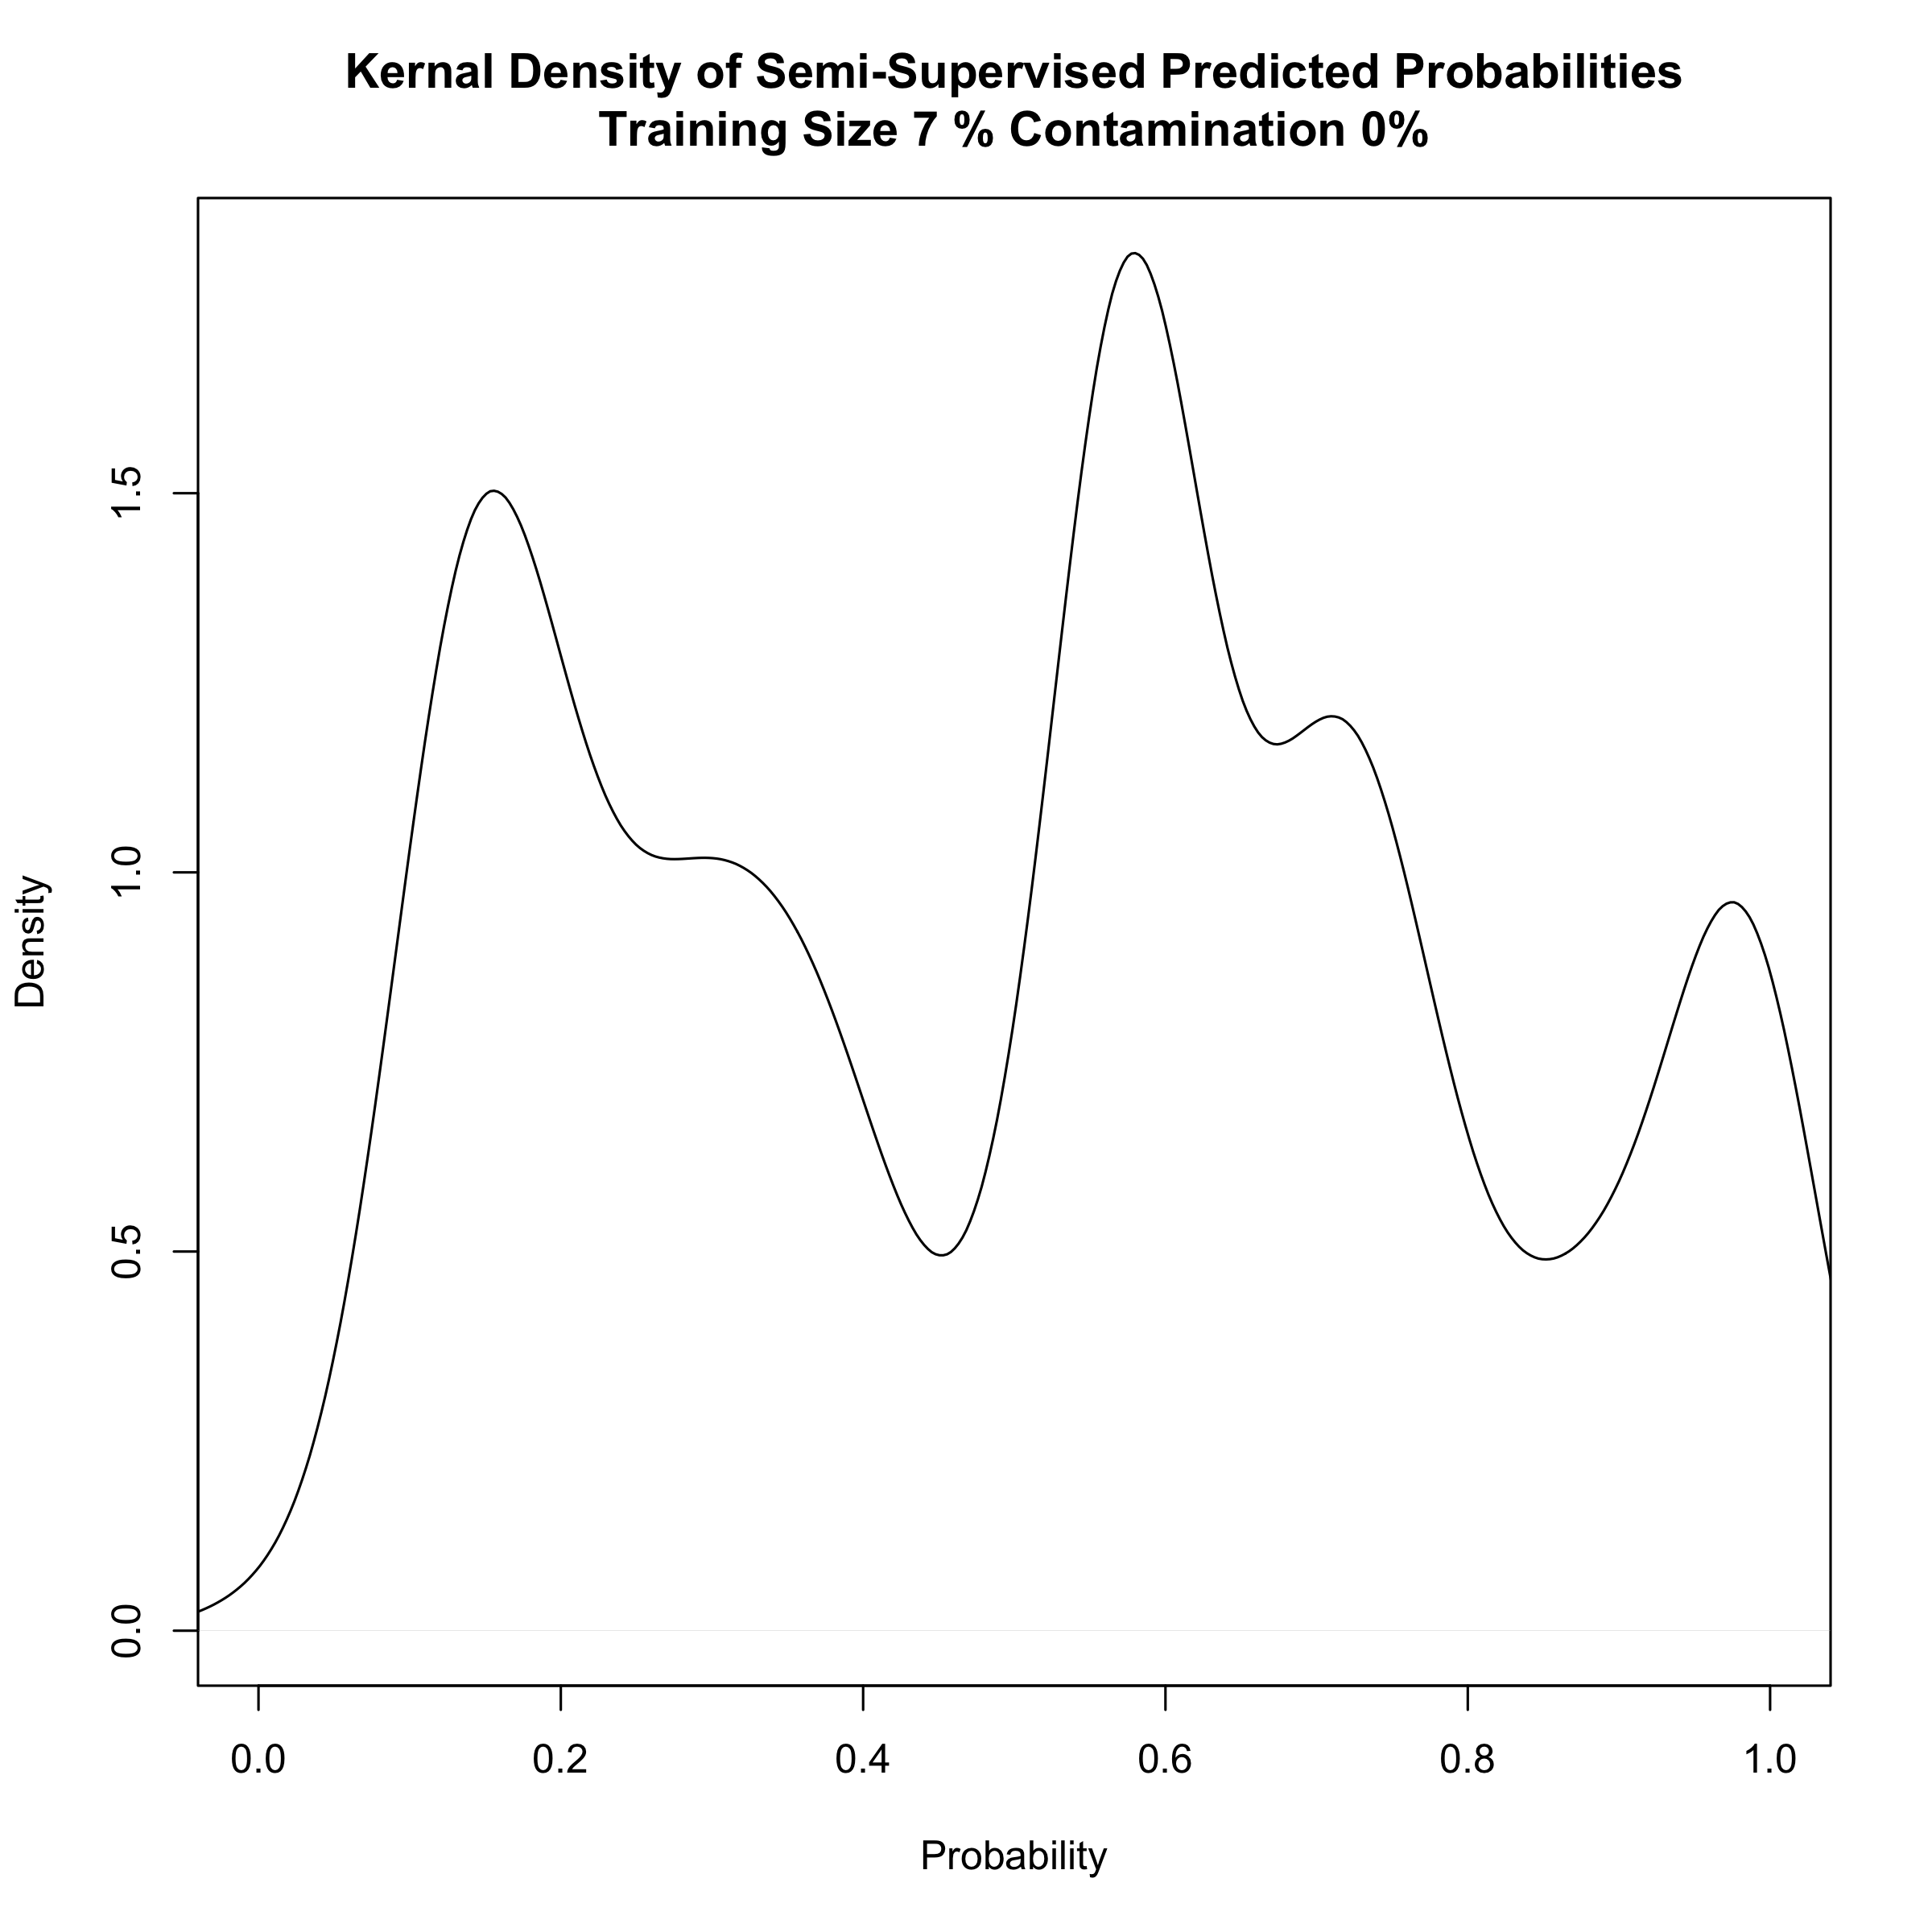 Kernal Density of Semi-Supervised Predicted Probabilities
Training Size 7 % Contamination 0%
Density
1.5
1.0
0.5
0.0
0.0 0.2 0.4 0.6 0.8 1.0
Probability